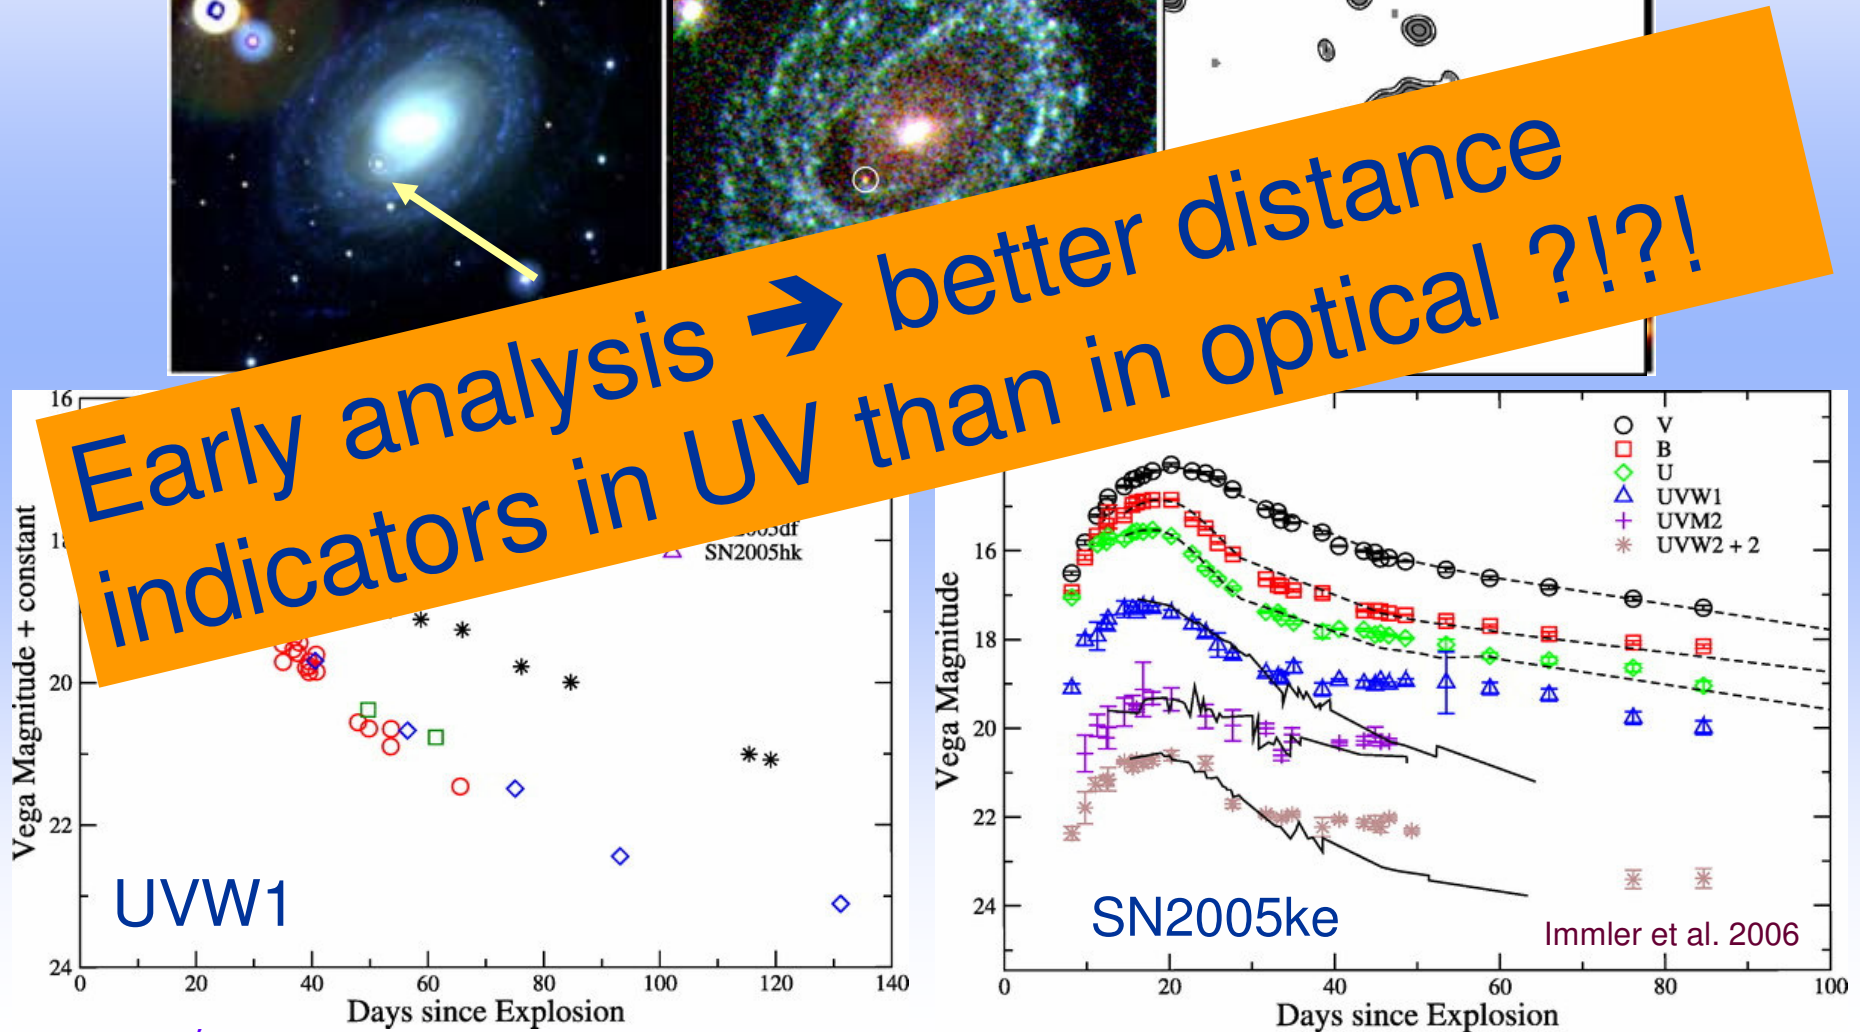 Early analysis ➔ better distance
indicators in UV than in optical ?!?!
16
18
20
22
24
Vega Magnitude + constant
SN2005hk
UVW1
0 20 40 60 80 100 120 140
Days since Explosion
V
B
U
UVW1
UVM2
UVW2 + 2
16
18
20
22
24
Vega Magnitude
SN2005ke
Immler et al. 2006
0 20 40 60 80 100
Days since Explosion